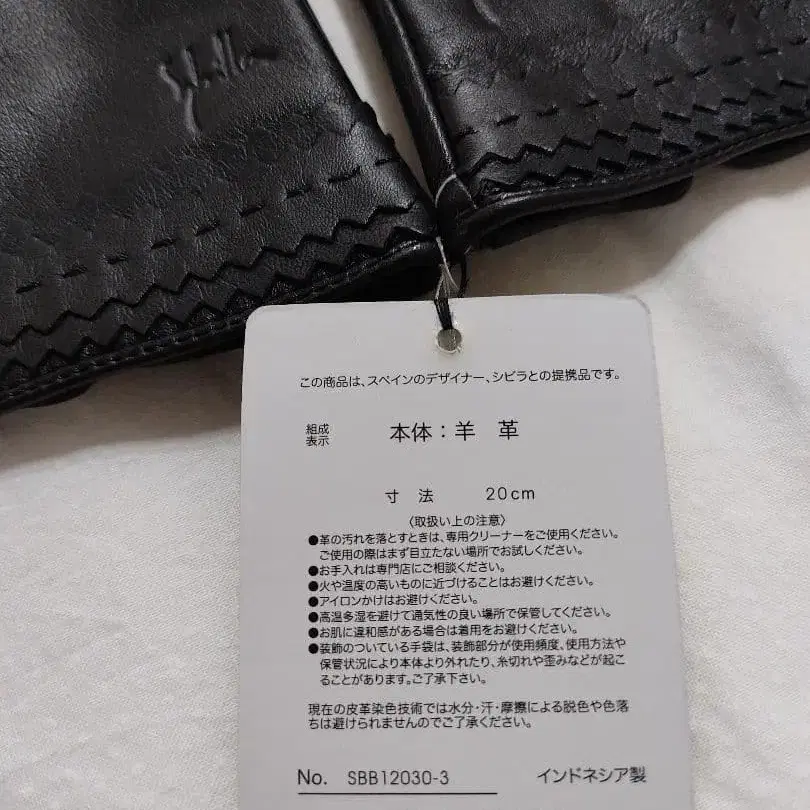 Sybilla
この商品は、スペインのデザイナー、シビラとの提携品です。
組成
表示
本体：羊 革
寸 法 20cm
〈取扱い上の注意〉
●革の汚れを落とすときは、専用クリーナーをご使用ください。
ご使用の際はまず目立たない場所でお試しください。
●お手入れは専門店にご相談ください。
●火や温度の高いものに近づけることはお避けください。
●アイロンかけはお避けください。
●高温多湿を避けて通気性の良い場所で保管してください。
●お肌に違和感がある場合は着用をお避けください。
●装飾のついている手袋は、装飾部分が使用頻度、使用方法や
保管状況により本体より外れたり、糸切れや歪みなどが起こ
ることがあります。ご了承下さい。
現在の皮革染色技術では水分・汗・摩擦による脱色や色落
ちは避けられませんのでご了承ください。
No. SBB12030-3 インドネシア製